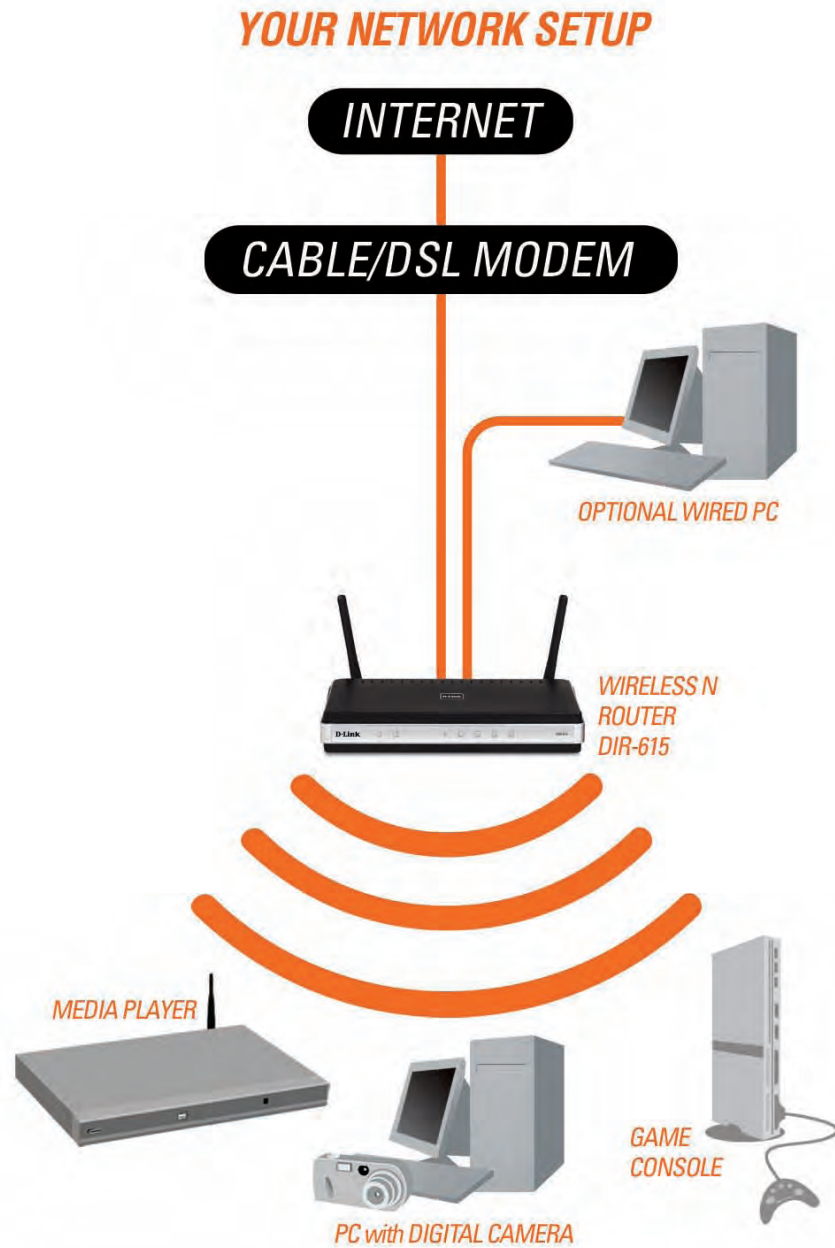 YOUR NETWORK SETUP
INTERNET
CABLE/DSL MODEM
OPTIONAL WIRED PC
WIRELESS N
ROUTER
DIR-615
D-Link
MEDIA PLAYER
GAME
CONSOLE
PC with DIGITAL CAMERA